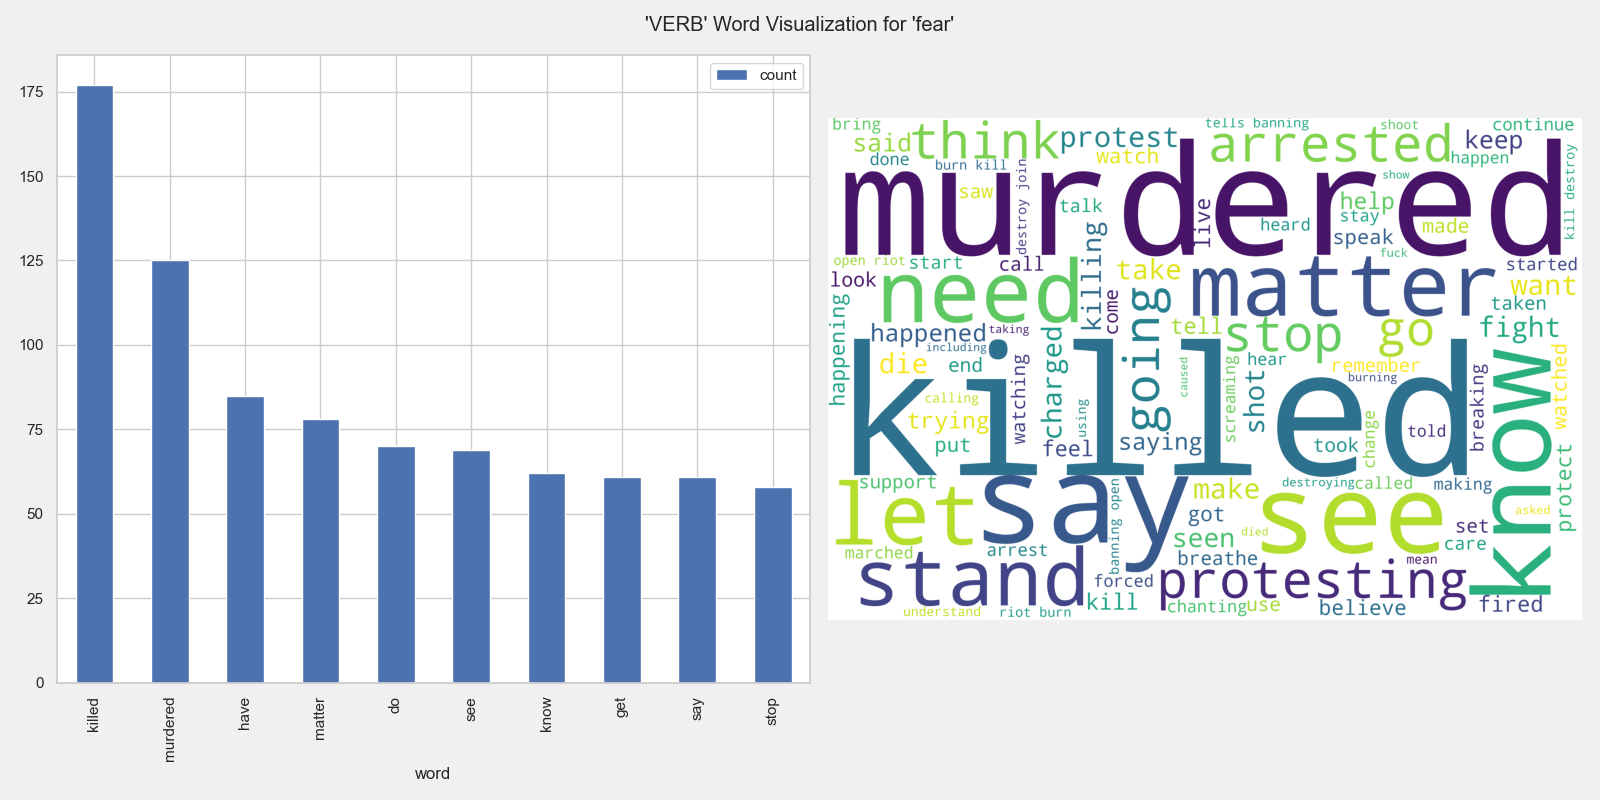 'VERB' Word Visualization for 'fear'
count
175
150
125
100
75
50
25
0
killed
murdered
have
matter
do
see
know
get
say
stop
word
bring
said
think
protest
tells banning
shoot
continue
arrested
keep
done
burn kill
watch
happen
murdered
saw
destroy join
talk
show
kill destroy
help
live
heard
stay
speak
made
fuck
open riot
start
call
killing
take
matter
started
look
need
want
come
going
taken
happening
happened
taking
tell
stop
go
fight
including
charged
die
end
watching
hear
remember
burning
caused
killed
screaming
shot
know
watched
breaking
calling
trying
using
put
feel
saying
took
change
told
protect
support
let
say
make
destroying
called
making
see
asked
banning open
got
set
died
seen
care
marched
arrest
breathe
mean
stand
forced
protesting
kill
chanting
use
believe
fired
understand
riot burn